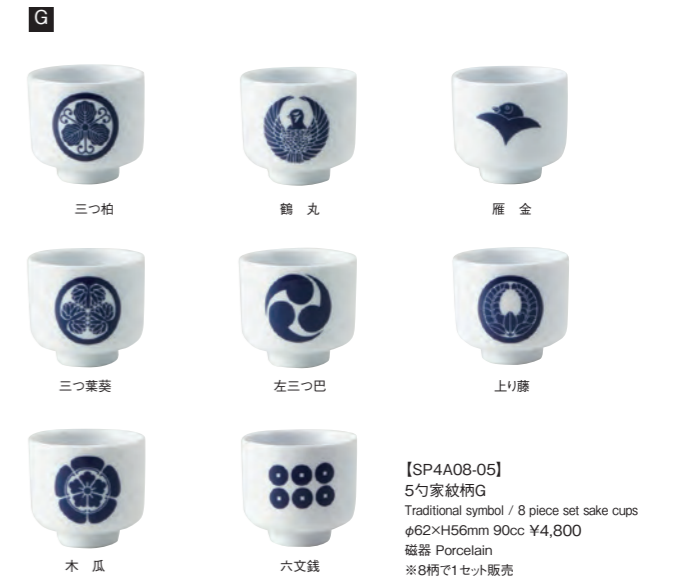 G
三つ柏
鶴　丸
雁　金
三つ葉葵
左三つ巴
上り藤
木　瓜
六文銭
【SP4A08-05】
5勺家紋柄G
Traditional symbol / 8 piece set sake cups
φ62×H56mm 90cc ¥4,800
磁器 Porcelain
※8柄で1セット販売